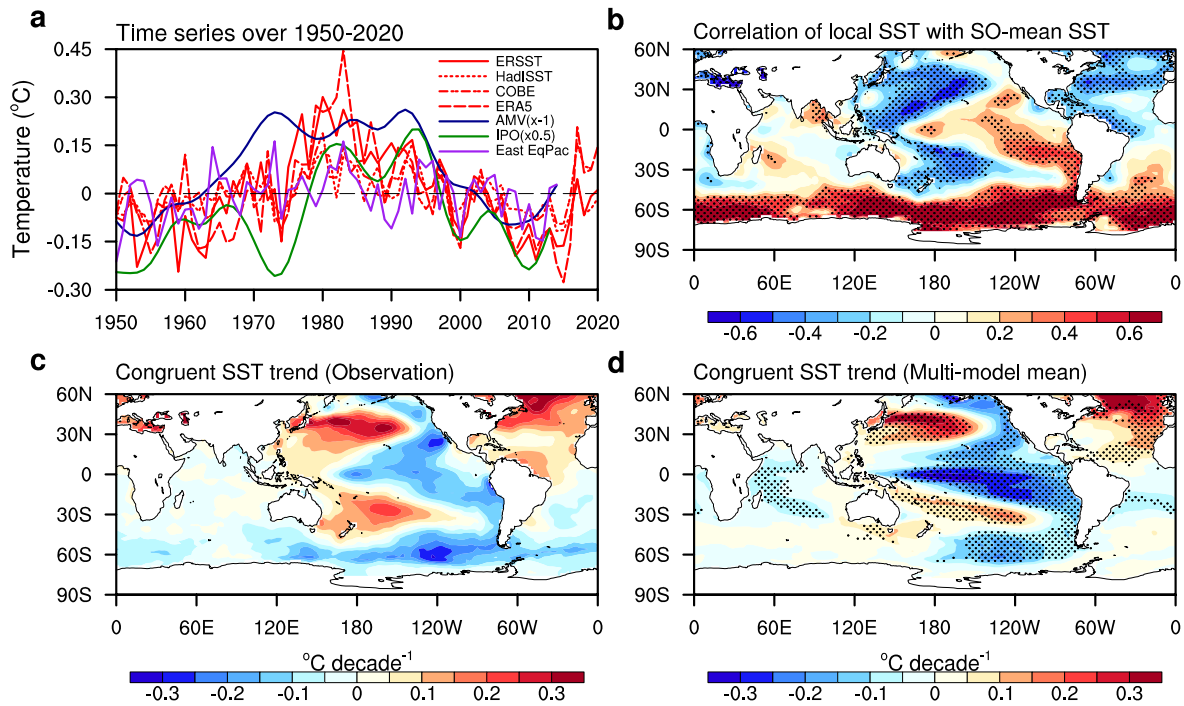 a
Time series over 1950-2020
Temperature (°C)
0.45
0.30
0.15
0
-0.15
-0.30
1950 1960 1970 1980 1990 2000 2010 2020
ERSST
HadISST
COBE
ERA5
AMV(x-1)
IPO(x0.5)
East EqPac
b
Correlation of local SST with SO-mean SST
60N
30N
0
30S
60S
90S
0 60E 120E 180 120W 60W 0
-0.6 -0.4 -0.2 0 0.2 0.4 0.6
c
Congruent SST trend (Observation)
60N
30N
0
30S
60S
90S
0 60E 120E 180 120W 60W 0
°C decade⁻¹
-0.3 -0.2 -0.1 0 0.1 0.2 0.3
d
Congruent SST trend (Multi-model mean)
60N
30N
0
30S
60S
90S
0 60E 120E 180 120W 60W 0
°C decade⁻¹
-0.3 -0.2 -0.1 0 0.1 0.2 0.3